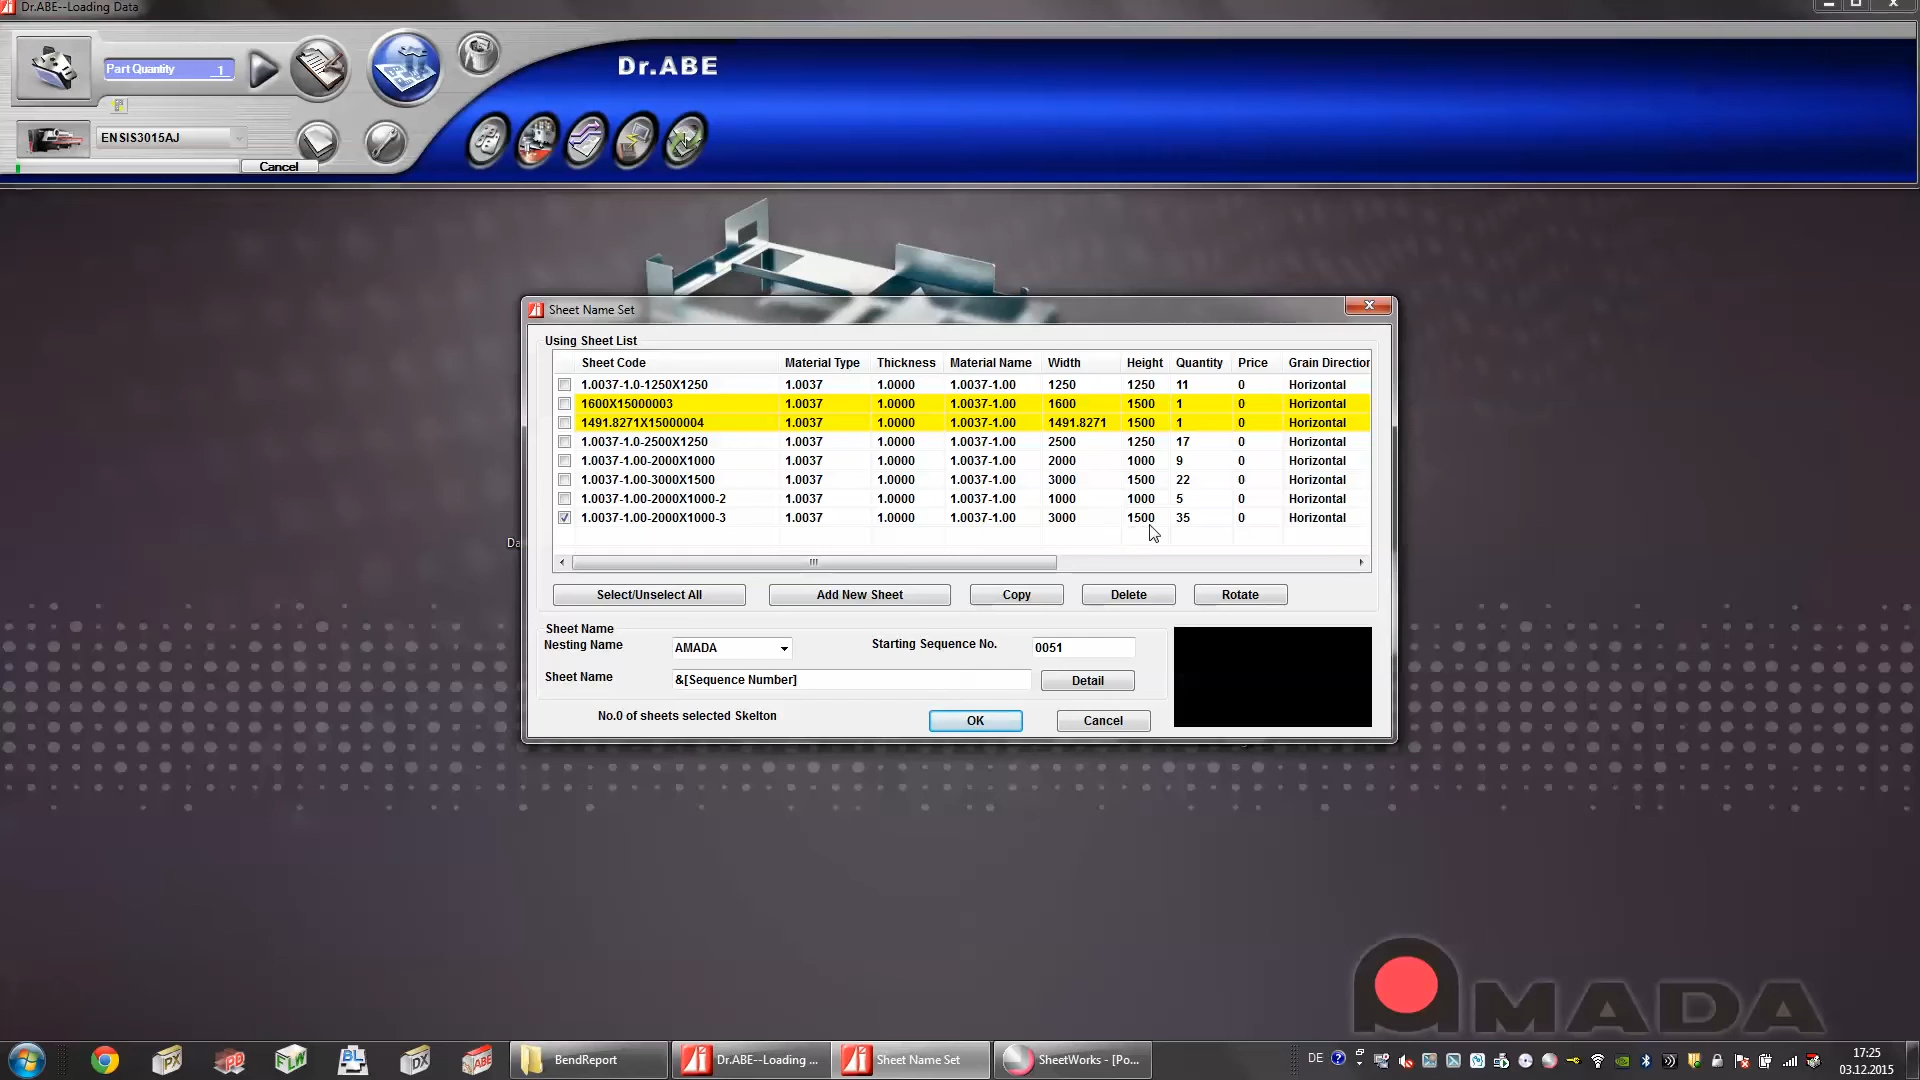 Dr.ABE--Loading Data
Part Quantity 1
Dr.ABE
ENSIS3015AJ
Cancel
Sheet Name Set
Using Sheet List
Sheet Code Material Type Thickness Material Name Width Height Quantity Price Grain Direction
1.0037-1.0-1250X1250 1.0037 1.0000 1.0037-1.00 1250 1250 11 0 Horizontal
1600X15000003 1.0037 1.0000 1.0037-1.00 1600 1500 1 0 Horizontal
1491.8271X15000004 1.0037 1.0000 1.0037-1.00 1491.8271 1500 1 0 Horizontal
1.0037-1.0-2500X1250 1.0037 1.0000 1.0037-1.00 2500 1250 17 0 Horizontal
1.0037-1.00-2000X1000 1.0037 1.0000 1.0037-1.00 2000 1000 9 0 Horizontal
1.0037-1.00-3000X1500 1.0037 1.0000 1.0037-1.00 3000 1500 22 0 Horizontal
1.0037-1.00-2000X1000-2 1.0037 1.0000 1.0037-1.00 1000 1000 5 0 Horizontal
1.0037-1.00-2000X1000-3 1.0037 1.0000 1.0037-1.00 3000 1500 35 0 Horizontal
Da
Select/Unselect All Add New Sheet Copy Delete Rotate
Sheet Name
Nesting Name AMADA Starting Sequence No. 0051
Sheet Name &[Sequence Number] Detail
No.0 of sheets selected Skelton OK Cancel
AMADA
PX FLW BL DX ABE BendReport Dr.ABE--Loading ... Sheet Name Set SheetWorks - [Po... DE 17:25
03.12.2015